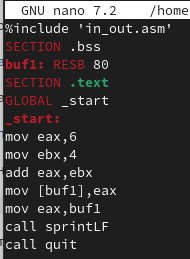 GNU nano 7.2 /home
%include 'in_out.asm'
SECTION .bss
buf1: RESB 80
SECTION .text
GLOBAL _start
_start:
mov eax,6
mov ebx,4
add eax,ebx
mov [buf1],eax
mov eax,buf1
call sprintLF
call quit